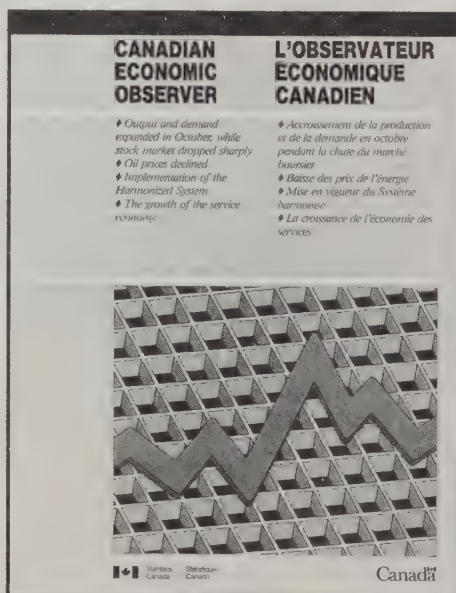 CANADIAN
ECONOMIC
OBSERVER
♦ Output and demand
expanded in October, while
stock market dropped sharply
♦ Oil prices declined
♦ Implementation of the
Harmonized System
♦ The growth of the service
economy
L'OBSERVATEUR
ÉCONOMIQUE
CANADIEN
♦ Accroissement de la production
et de la demande en octobre
pendant la chute du marché
boursier
♦ Baisse des prix de l'énergie
♦ Mise en vigueur du Système
harmonisé
♦ La croissance de l'économie des
services
Statistics
Canada
Statistique
Canada
Canada